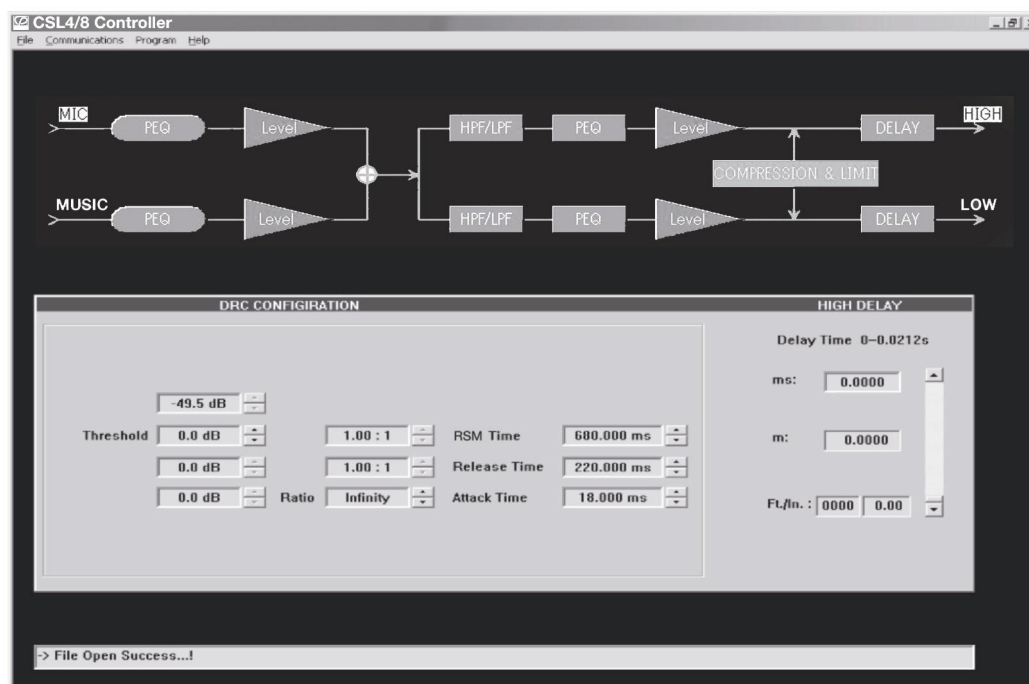 CSL4/8 Controller
File Communications Program Help
MIC PEQ Level HPF/LPF PEQ Level DELAY HIGH
COMPRESSION & LIMIT
MUSIC PEQ Level HPF/LPF PEQ Level DELAY LOW
DRC CONFIGIRATION
-49.5 dB
Threshold 0.0 dB 1.00 : 1 RSM Time 600.000 ms
0.0 dB 1.00 : 1 Release Time 220.000 ms
0.0 dB Ratio Infinity Attack Time 18.000 ms
HIGH DELAY
Delay Time 0-0.0212s
ms: 0.0000
m: 0.0000
Ft./In. : 0000 0.00
-> File Open Success...!